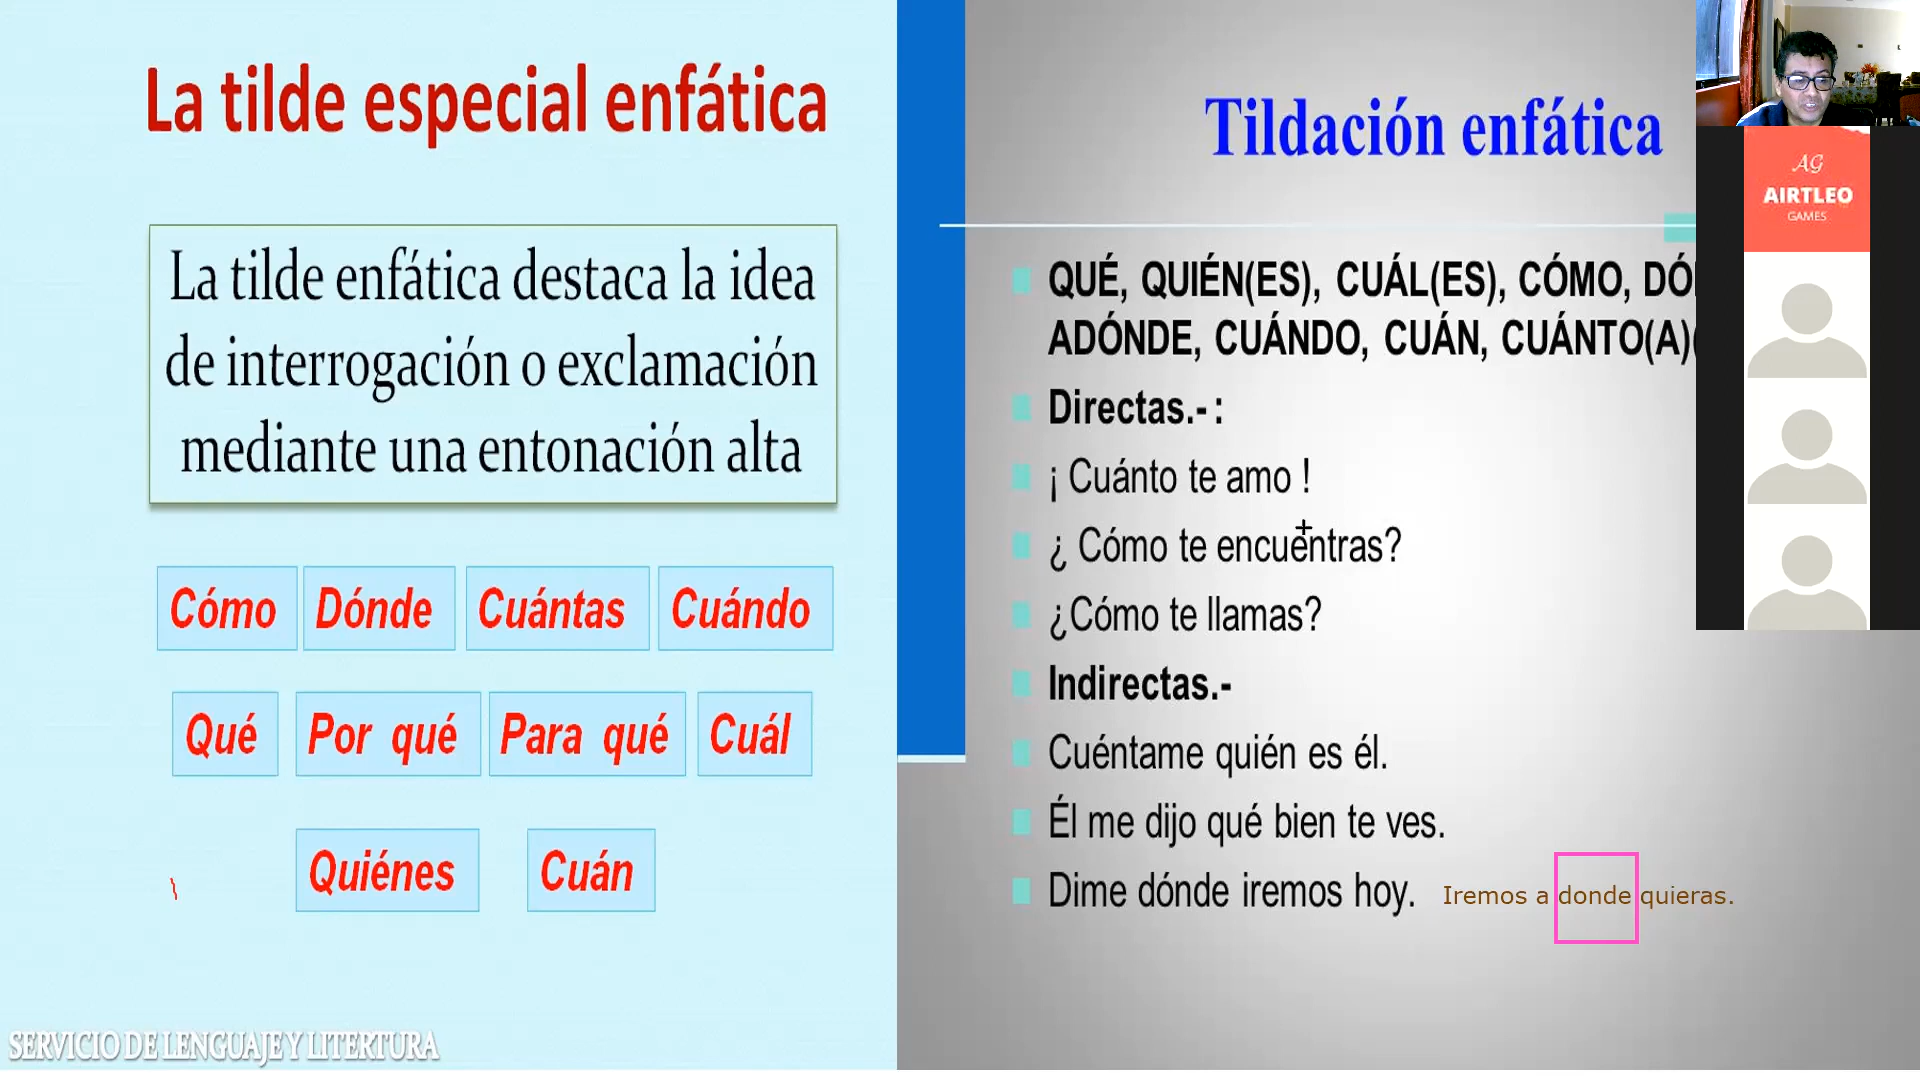 La tilde especial enfática
La tilde enfática destaca la idea
de interrogación o exclamación
mediante una entonación alta
Cómo Dónde Cuántas Cuándo
Qué Por qué Para qué Cuál
Quiénes Cuán
SERVICIO DE LENGUAJE Y LITERTURA
Tildación enfática
QUÉ, QUIÉN(ES), CUÁL(ES), CÓMO, DÓ
ADÓNDE, CUÁNDO, CUÁN, CUÁNTO(A)(
Directas.- :
¡ Cuánto te amo !
¿ Cómo te encuentras?
¿Cómo te llamas?
Indirectas.-
Cuéntame quién es él.
Él me dijo qué bien te ves.
Dime dónde iremos hoy. Iremos a donde quieras.
AG
AIRTLEO
GAMES